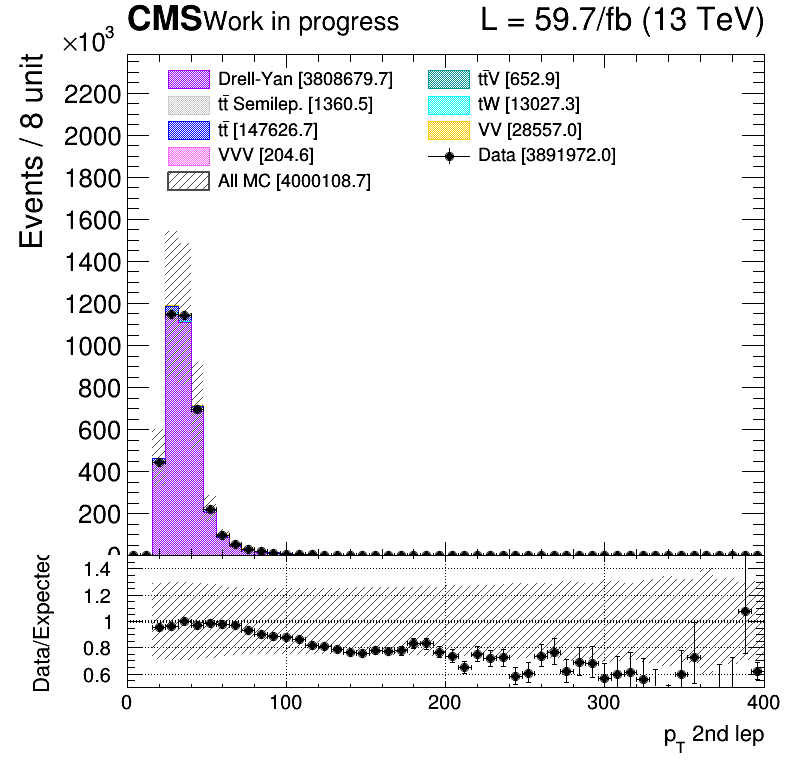 CMS Work in progress L = 59.7/fb (13 TeV)
×10³
Events / 8 unit
Drell-Yan [3808679.7]
tt̄ Semilep. [1360.5]
tt̄ [147626.7]
VVV [204.6]
All MC [4000108.7]
tt̄V [652.9]
tW [13027.3]
VV [28557.0]
Data [3891972.0]
2200
2000
1800
1600
1400
1200
1000
800
600
400
200
0
Data/Expected
1.4
1.2
1
0.8
0.6
0 100 200 300 400
p_T 2nd lep